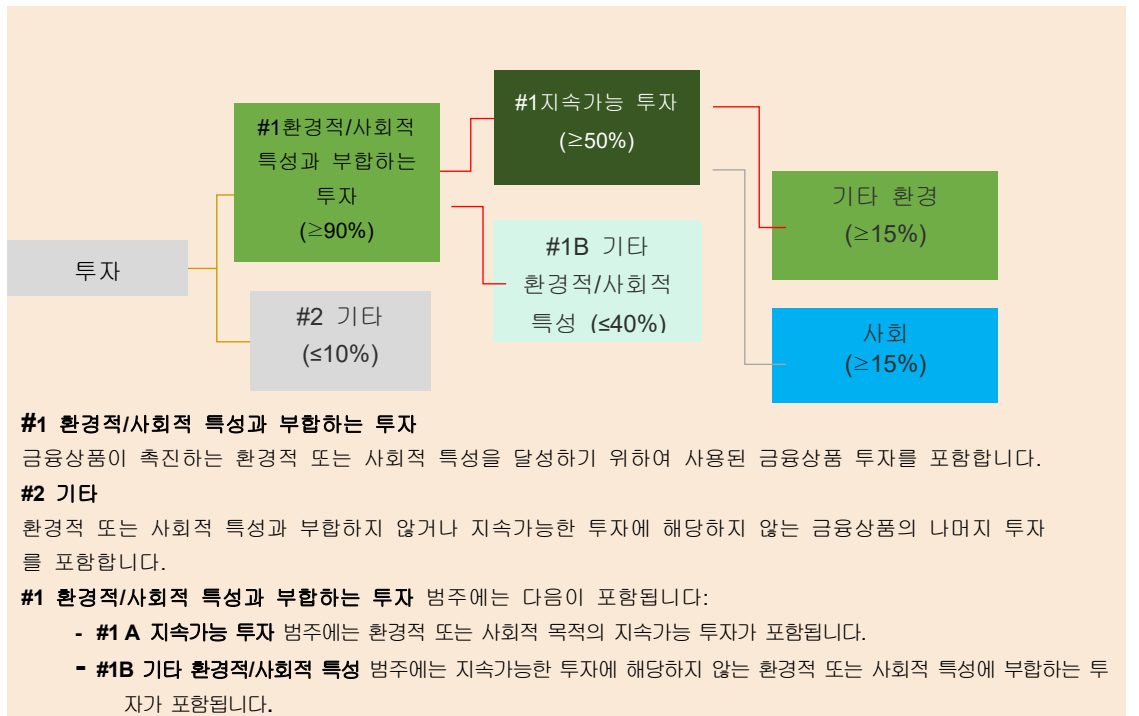 #1환경적/사회적
특성과 부합하는
투자
(≥90%)
#1지속가능 투자
(≥50%)
기타 환경
(≥15%)
투자
#1B 기타
환경적/사회적
특성 (≤40%)
#2 기타
(≤10%)
사회
(≥15%)
#1 환경적/사회적 특성과 부합하는 투자
금융상품이 촉진하는 환경적 또는 사회적 특성을 달성하기 위하여 사용된 금융상품 투자를 포함합니다.
#2 기타
환경적 또는 사회적 특성과 부합하지 않거나 지속가능한 투자에 해당하지 않는 금융상품의 나머지 투자
를 포함합니다.
#1 환경적/사회적 특성과 부합하는 투자 범주에는 다음이 포함됩니다:
- #1 A 지속가능 투자 범주에는 환경적 또는 사회적 목적의 지속가능 투자가 포함됩니다.
- #1B 기타 환경적/사회적 특성 범주에는 지속가능한 투자에 해당하지 않는 환경적 또는 사회적 특성에 부합하는 투
자가 포함됩니다.